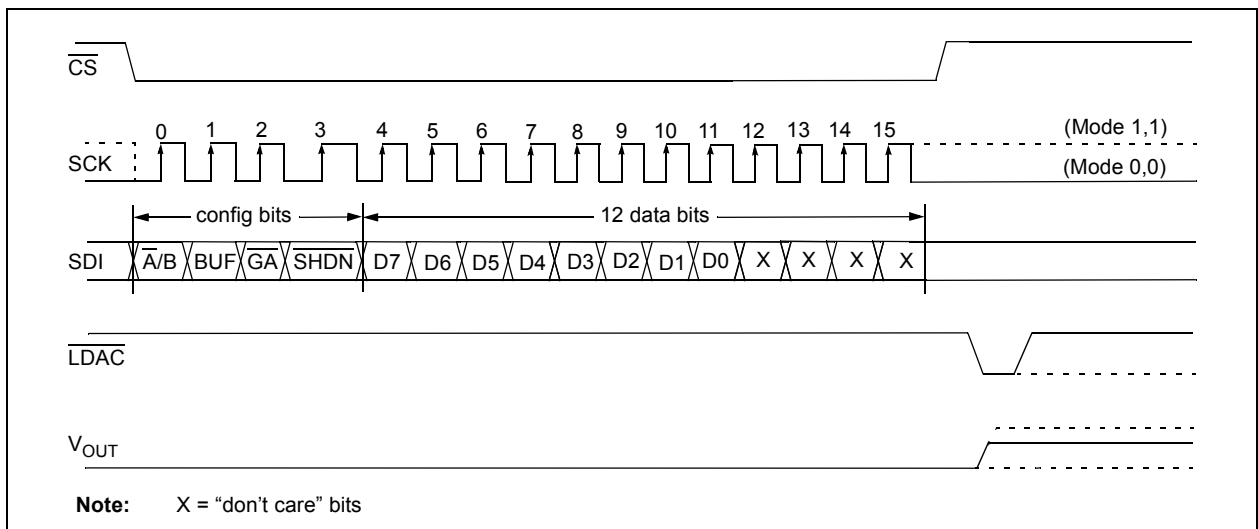 CS
0 1 2 3 4 5 6 7 8 9 10 11 12 13 14 15
(Mode 1,1)
SCK
(Mode 0,0)
config bits
12 data bits
SDI
A/B BUF GA SHDN D7 D6 D5 D4 D3 D2 D1 D0 X X X X
LDAC
VOUT
Note: X = “don’t care” bits